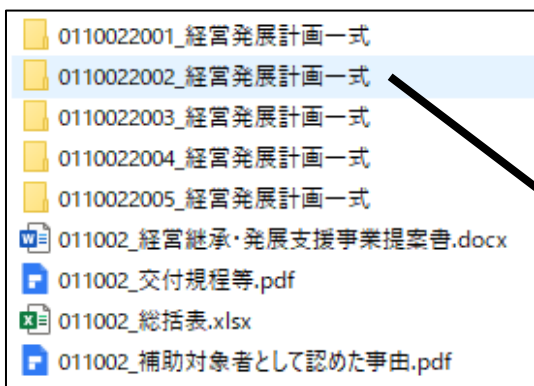 0110022001_経営発展計画一式
0110022002_経営発展計画一式
0110022003_経営発展計画一式
0110022004_経営発展計画一式
0110022005_経営発展計画一式
011002_経営継承・発展支援事業提案書.docx
011002_交付規程等.pdf
011002_総括表.xlsx
011002_補助対象者として認めた事由.pdf